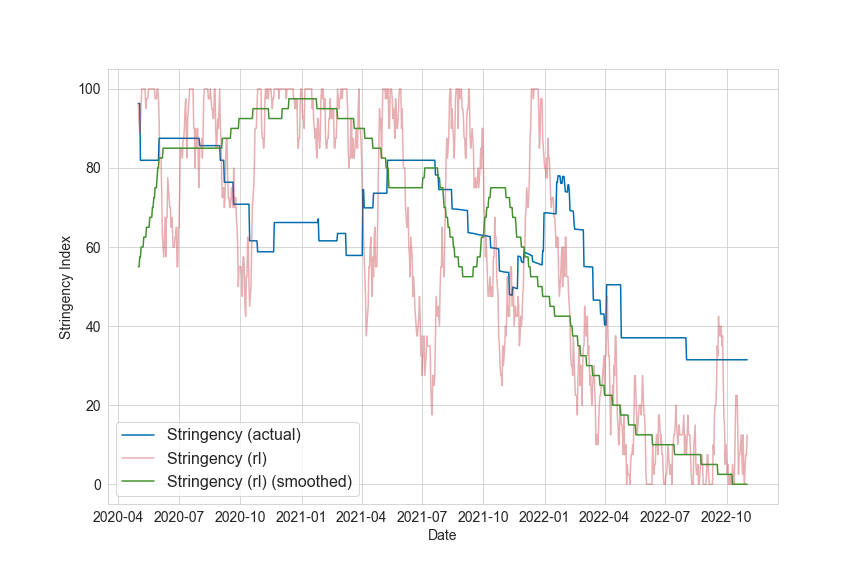 100
80
60
40
20
0
Stringency Index
Stringency (actual)
Stringency (rl)
Stringency (rl) (smoothed)
2020-04 2020-07 2020-10 2021-01 2021-04 2021-07 2021-10 2022-01 2022-04 2022-07 2022-10
Date